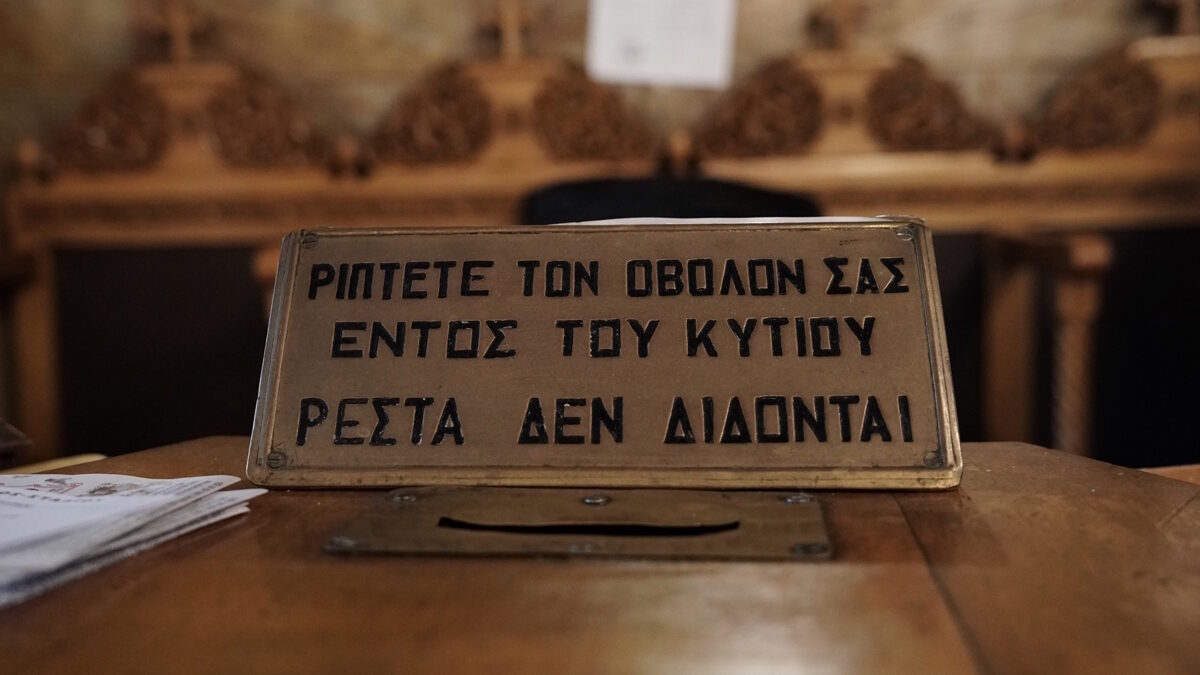 ΡΙΠΤΕΤΕ ΤΟΝ ΟΒΟΛΟΝ ΣΑΣ
ΕΝΤΟΣ ΤΟΥ ΚΥΤΙΟΥ
ΡΕΣΤΑ ΔΕΝ ΔΙΔΟΝΤΑΙ